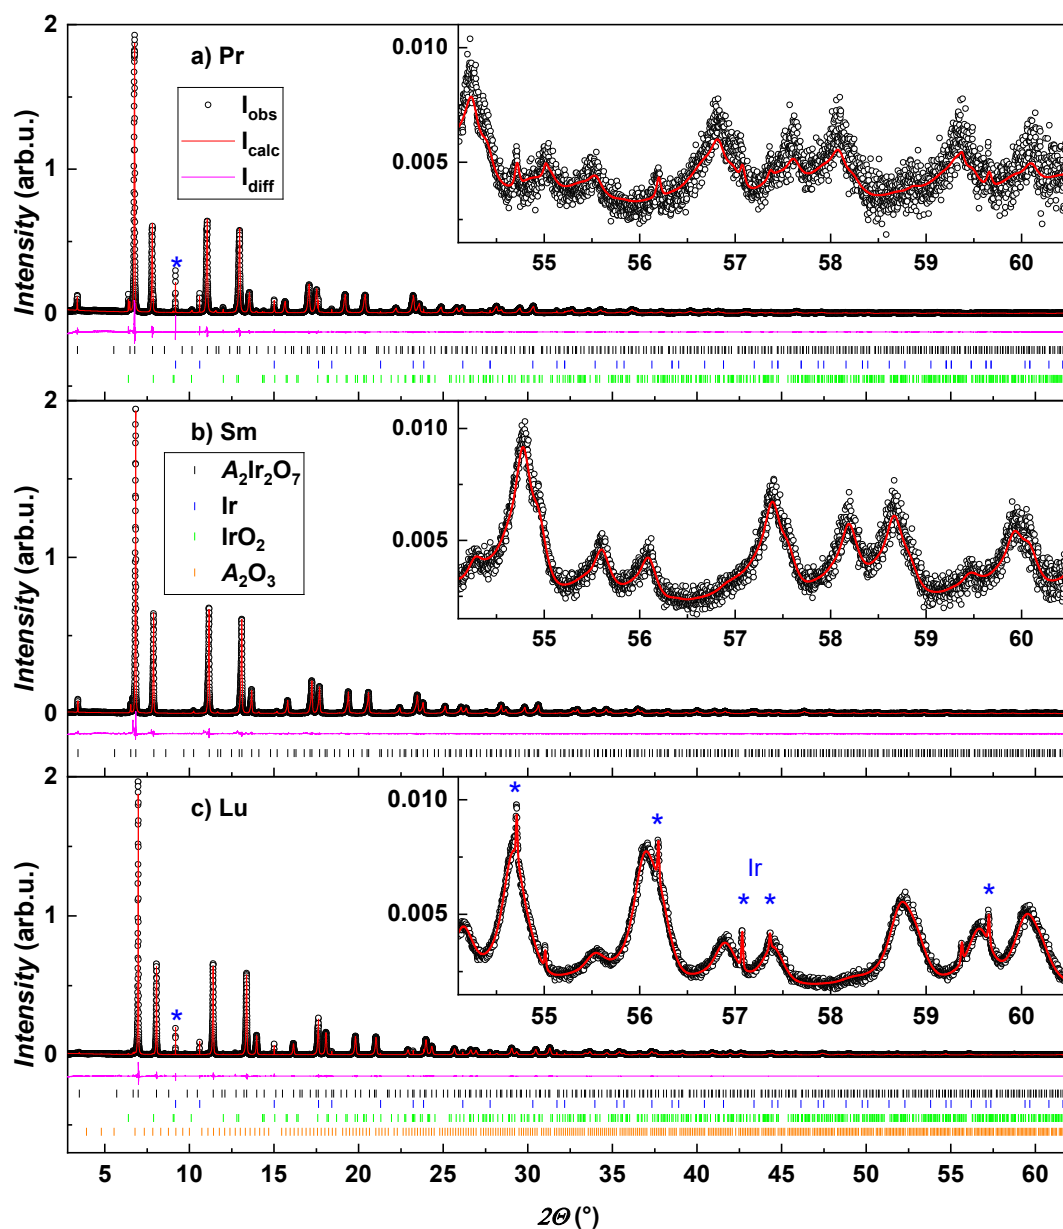 2
a) Pr
I_obs
I_calc
I_diff
1
0
Intensity (arb.u.)
*
0.010
0.005
55 56 57 58 59 60
2
b) Sm
A₂Ir₂O₇
Ir
IrO₂
A₂O₃
1
0
Intensity (arb.u.)
0.010
0.005
55 56 57 58 59 60
2
c) Lu
1
0
Intensity (arb.u.)
*
0.010
0.005
* *
Ir
* * *
55 56 57 58 59 60
5 10 15 20 25 30 35 40 45 50 55 60
2Θ (°)